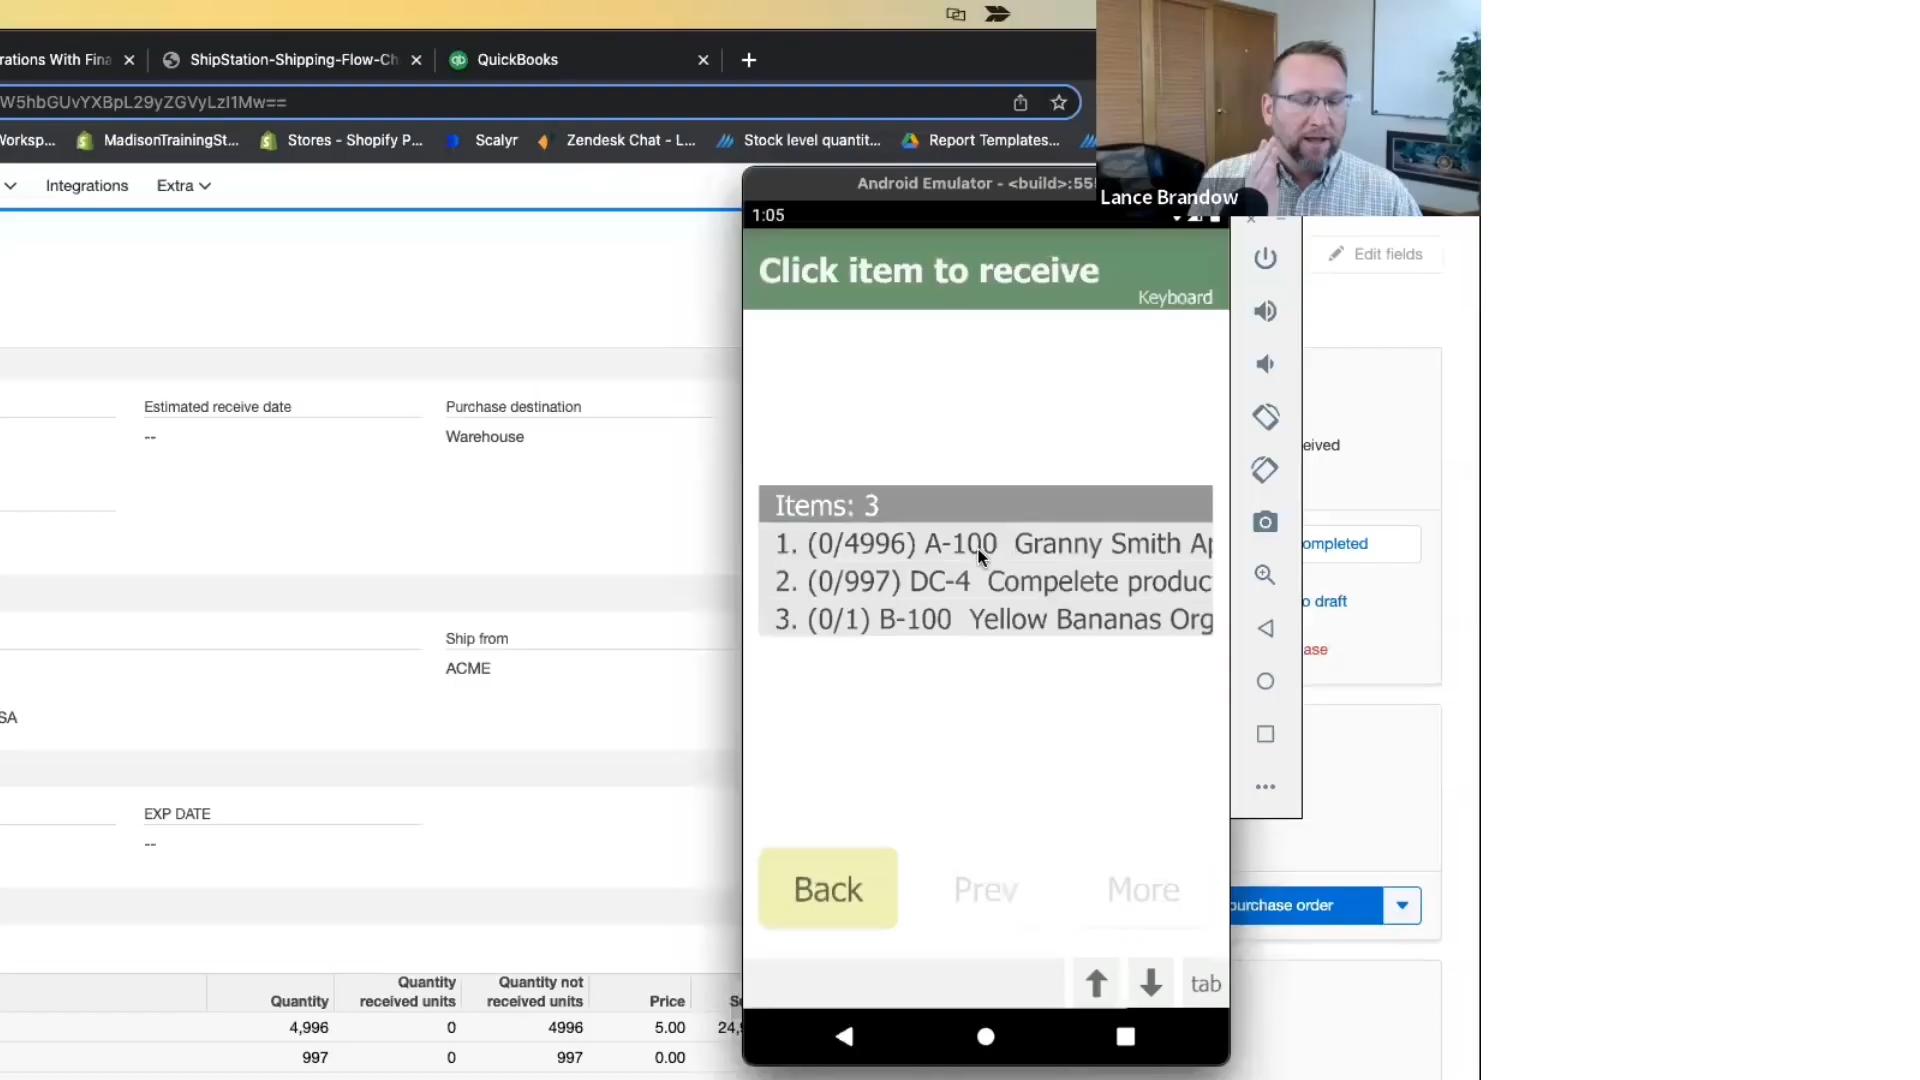 rations With Fina
ShipStation-Shipping-Flow-Ch
QuickBooks
W5hbGUvYXBpL29yZGVyLzI1Mw==
Worksp...
MadisonTrainingSt...
Stores - Shopify P...
Scalyr
Zendesk Chat - L...
Stock level quantit...
Report Templates...
Integrations
Extra
Android Emulator - <build>:55
Lance Brandow
1:05
Click item to receive
Keyboard
Edit fields
Estimated receive date
--
Purchase destination
Warehouse
eived
Items: 3
1. (0/4996) A-100 Granny Smith Ap
2. (0/997) DC-4 Compelete produc
3. (0/1) B-100 Yellow Bananas Org
ompleted
o draft
ase
Ship from
ACME
SA
EXP DATE
--
Back
Prev
More
purchase order
tab
Quantity
Quantity received units
Quantity not received units
Price
4,996 0 4996 5.00 24,9
997 0 997 0.00